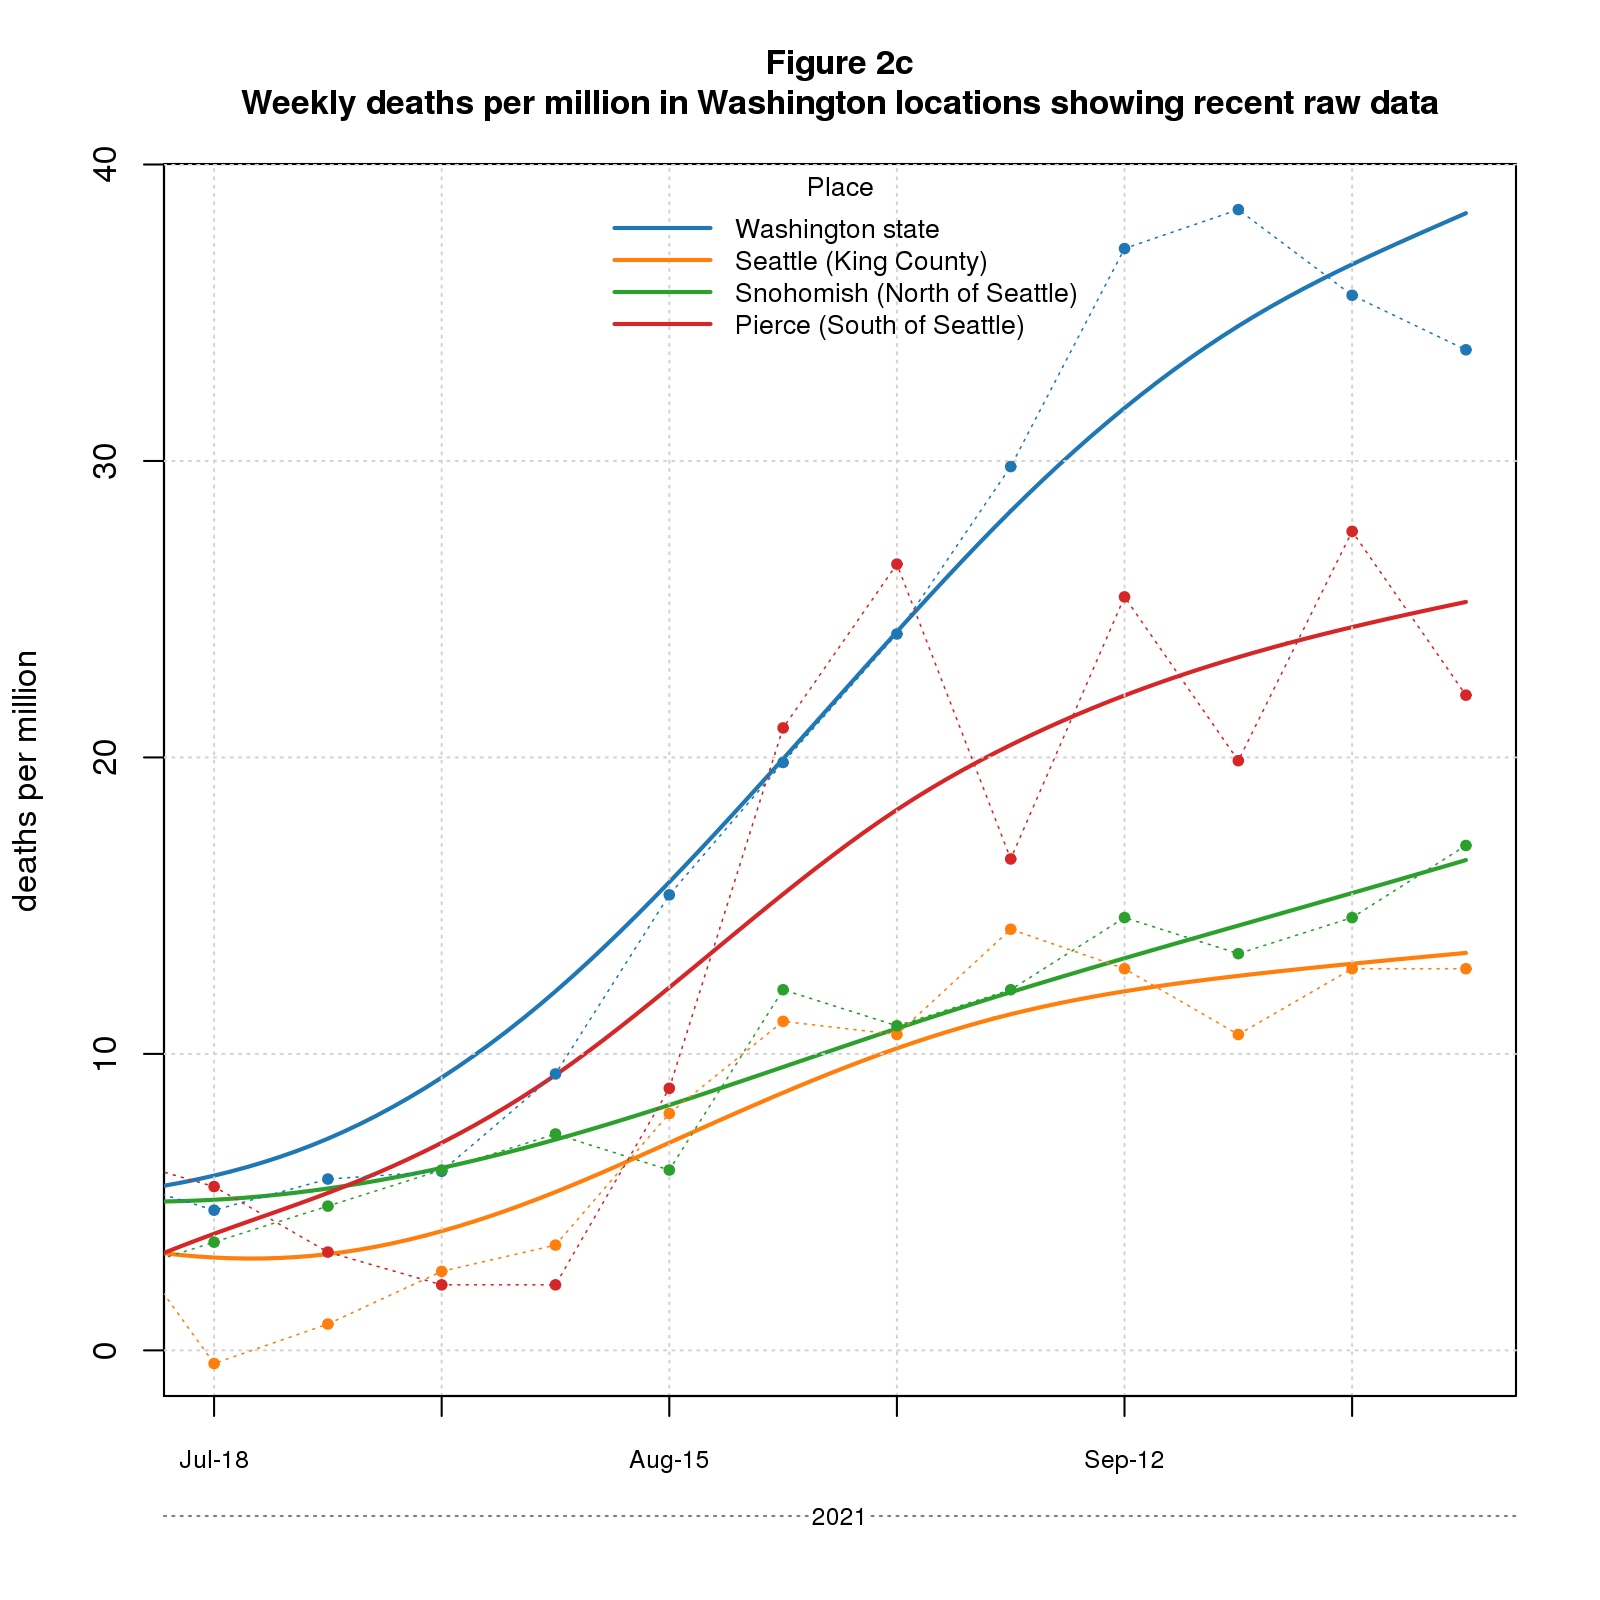 Figure 2c
Weekly deaths per million in Washington locations showing recent raw data
Place
Washington state
Seattle (King County)
Snohomish (North of Seattle)
Pierce (South of Seattle)
deaths per million
40
30
20
10
0
Jul-18 Aug-15 Sep-12
2021